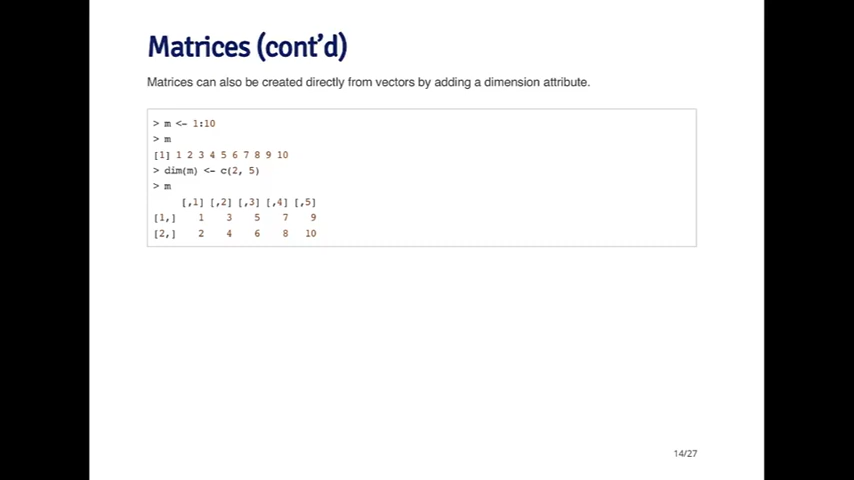 Matrices (cont'd)
Matrices can also be created directly from vectors by adding a dimension attribute.
> m <- 1:10
> m
[1] 1 2 3 4 5 6 7 8 9 10
> dim(m) <- c(2, 5)
> m
[,1] [,2] [,3] [,4] [,5]
[1,] 1 3 5 7 9
[2,] 2 4 6 8 10
14/27